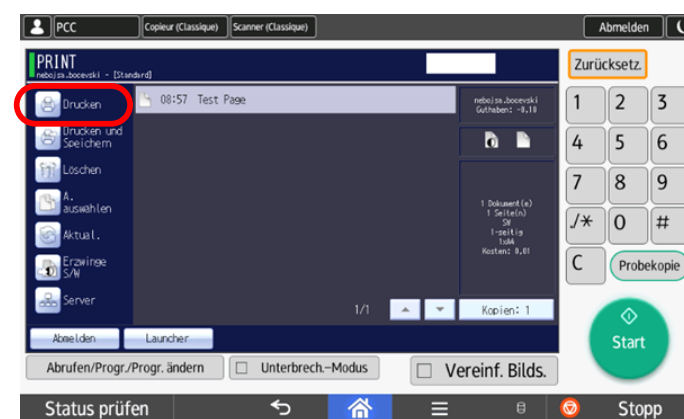 PCC
Copieur (Classique)
Scanner (Classique)
Abmelden
PRINT
nebojsa.bocevski - [Standard]
Zurücksetz.
Drucken
08:57 Test Page
nebojsa.bocevski
Guthaben: -0,10
1 2 3
Drucken und
Speichern
4 5 6
Löschen
7 8 9
A.
auswählen
1 Dokument(e)
1 Seite(n)
SW
1-seitig
1xA4
Kosten: 0,01
./* 0 #
Aktual.
Erzwinge
S/W
C
Probekopie
Server
1/1
Kopien: 1
Abmelden
Launcher
Start
Abrufen/Progr./Progr. ändern
Unterbrech.-Modus
Vereinf. Bilds.
Status prüfen
Stopp